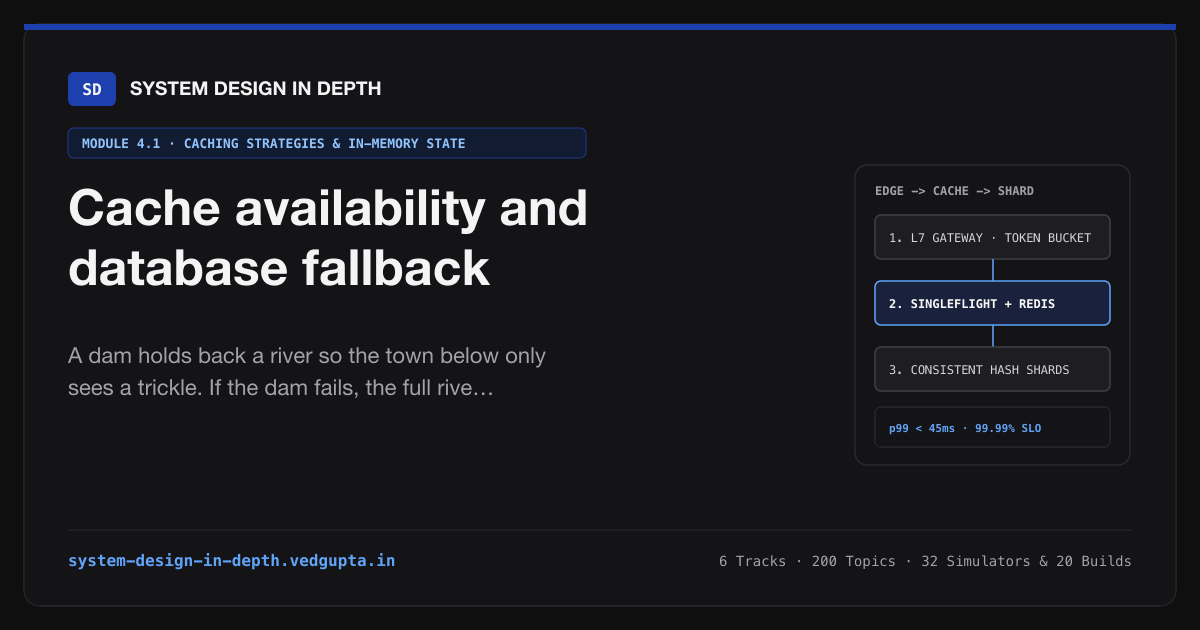 SD
SYSTEM DESIGN IN DEPTH
MODULE 4.1 · CACHING STRATEGIES & IN-MEMORY STATE
Cache availability and
database fallback
A dam holds back a river so the town below only
sees a trickle. If the dam fails, the full rive…
EDGE -> CACHE -> SHARD
1. L7 GATEWAY · TOKEN BUCKET
2. SINGLEFLIGHT + REDIS
3. CONSISTENT HASH SHARDS
p99 < 45ms · 99.99% SLO
system-design-in-depth.vedgupta.in
6 Tracks · 200 Topics · 32 Simulators & 20 Builds